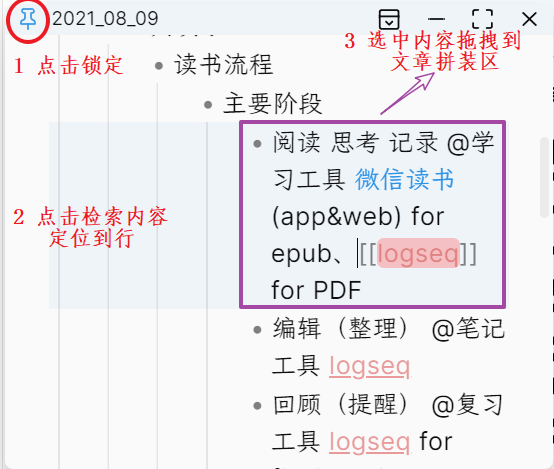 2021_08_09
3 选中内容拖拽到
文章拼装区
1 点击锁定
读书流程
主要阶段
阅读 思考 记录 @学
习工具 微信读书
(app&web) for
epub、[[logseq]]
for PDF
2 点击检索内容
定位到行
编辑（整理） @笔记
工具 logseq
回顾（提醒） @复习
工具 logseq for